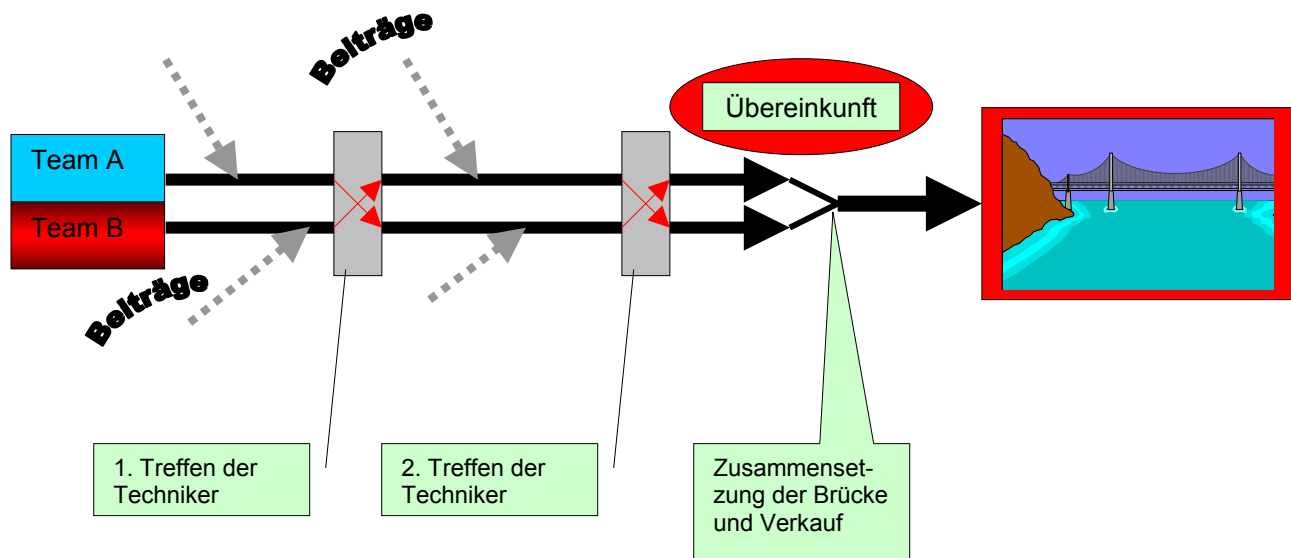 Beiträge
Beiträge
Übereinkunft
Team A
Team B
1. Treffen der
Techniker
2. Treffen der
Techniker
Zusammenset-
zung der Brücke
und Verkauf